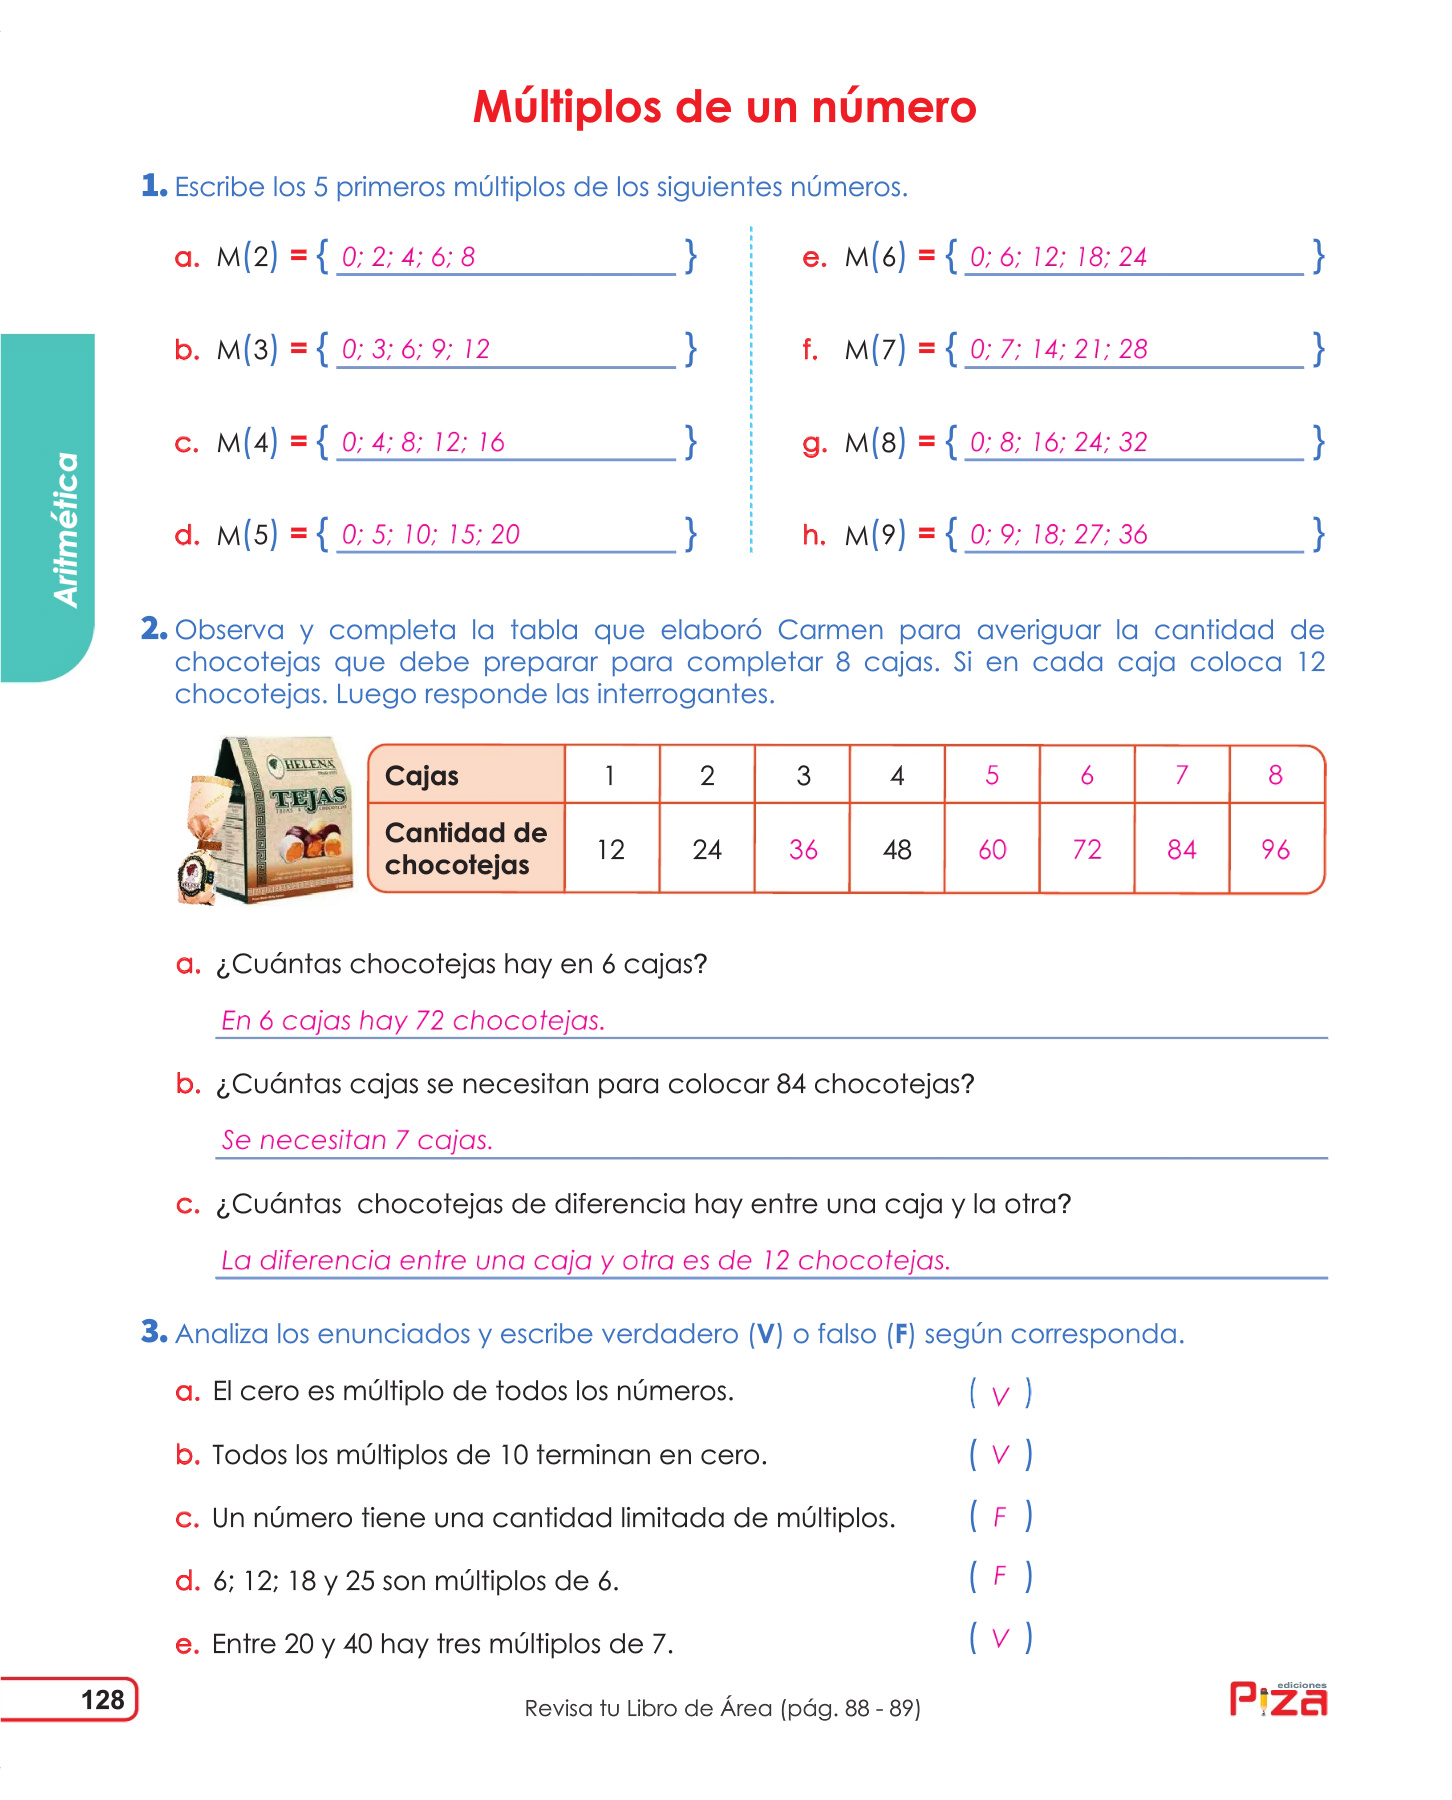 Múltiplos de un número
1. Escribe los 5 primeros múltiplos de los siguientes números.
a. M(2) = { 0; 2; 4; 6; 8 }
b. M(3) = { 0; 3; 6; 9; 12 }
c. M(4) = { 0; 4; 8; 12; 16 }
d. M(5) = { 0; 5; 10; 15; 20 }
e. M(6) = { 0; 6; 12; 18; 24 }
f. M(7) = { 0; 7; 14; 21; 28 }
g. M(8) = { 0; 8; 16; 24; 32 }
h. M(9) = { 0; 9; 18; 27; 36 }
Aritmética
2. Observa y completa la tabla que elaboró Carmen para averiguar la cantidad de
chocotejas que debe preparar para completar 8 cajas. Si en cada caja coloca 12
chocotejas. Luego responde las interrogantes.
HELENA
TEJAS
Cajas 1 2 3 4 5 6 7 8
Cantidad de
chocotejas 12 24 36 48 60 72 84 96
a. ¿Cuántas chocotejas hay en 6 cajas?
En 6 cajas hay 72 chocotejas.
b. ¿Cuántas cajas se necesitan para colocar 84 chocotejas?
Se necesitan 7 cajas.
c. ¿Cuántas chocotejas de diferencia hay entre una caja y la otra?
La diferencia entre una caja y otra es de 12 chocotejas.
3. Analiza los enunciados y escribe verdadero (V) o falso (F) según corresponda.
a. El cero es múltiplo de todos los números. ( V )
b. Todos los múltiplos de 10 terminan en cero. ( V )
c. Un número tiene una cantidad limitada de múltiplos. ( F )
d. 6; 12; 18 y 25 son múltiplos de 6. ( F )
e. Entre 20 y 40 hay tres múltiplos de 7. ( V )
128
Revisa tu Libro de Área (pág. 88 - 89)
ediciones
Piza